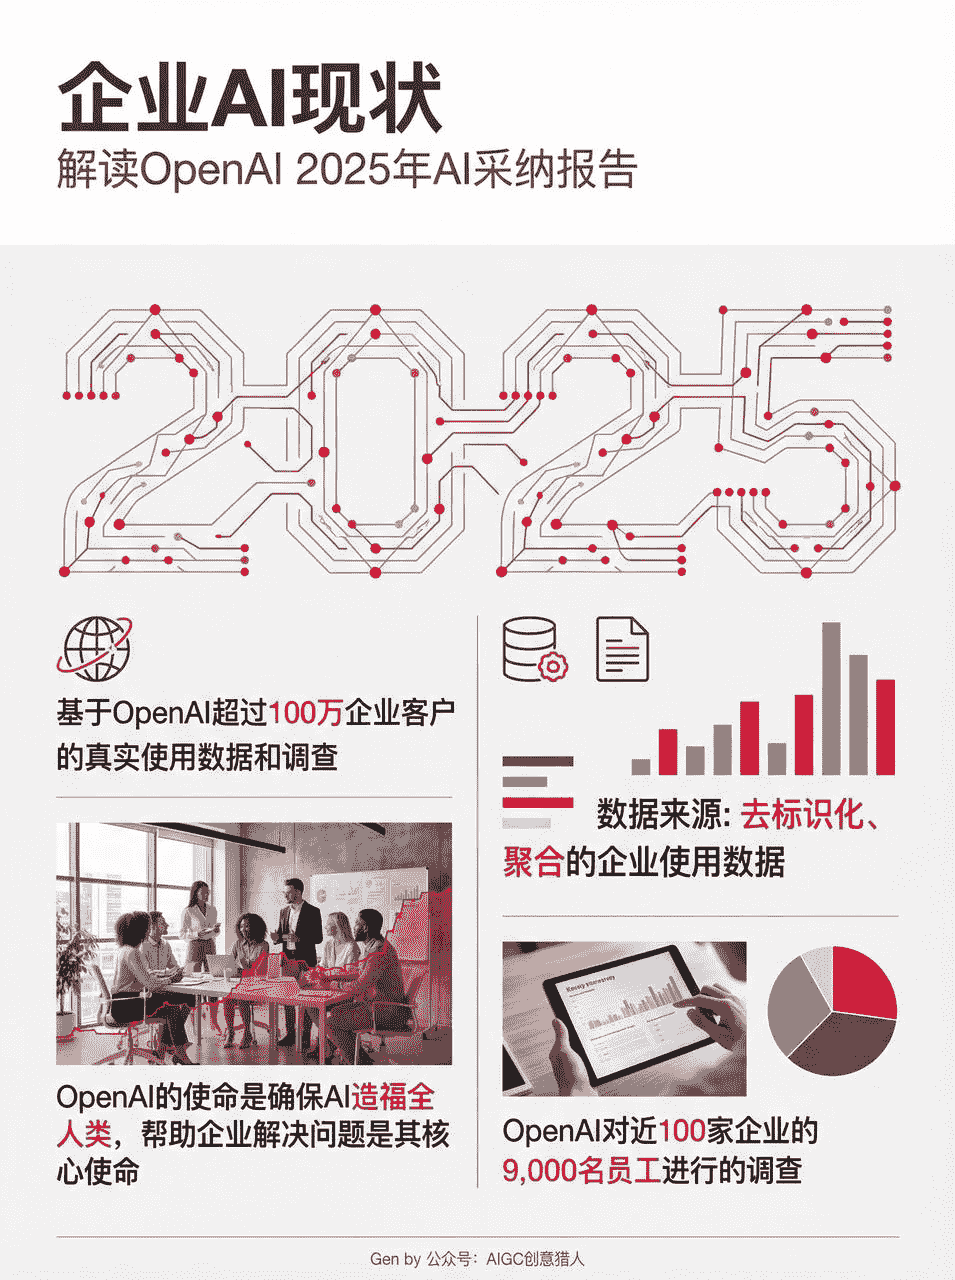 企业AI现状
解读OpenAI 2025年AI采纳报告
2025
基于OpenAI超过100万企业客户
的真实使用数据和调查
数据来源: 去标识化、
聚合的企业使用数据
OpenAI的使命是确保AI造福全
人类，帮助企业解决问题是其核
心使命
OpenAI对近100家企业的
9,000名员工进行的调查
Gen by 公众号：AIGC创意猎人